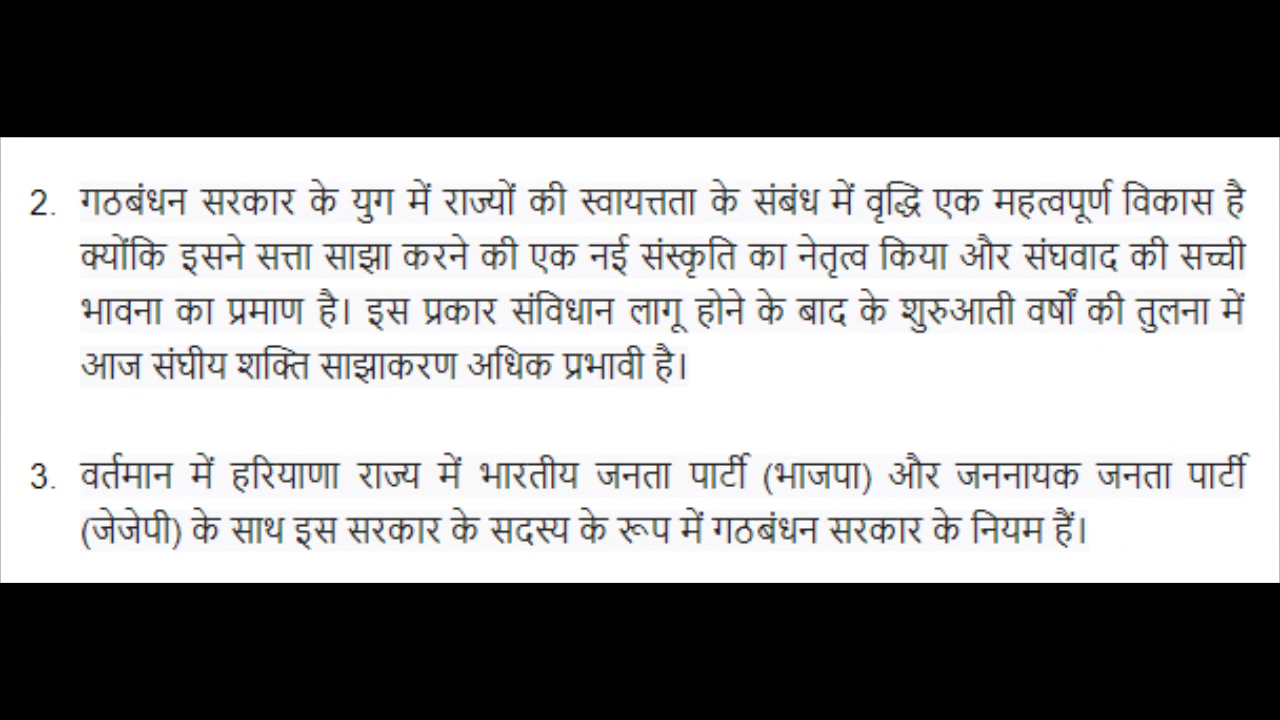 2. गठबंधन सरकार के युग में राज्यों की स्वायत्तता के संबंध में वृद्धि एक महत्वपूर्ण विकास है
क्योंकि इसने सत्ता साझा करने की एक नई संस्कृति का नेतृत्व किया और संघवाद की सच्ची
भावना का प्रमाण है। इस प्रकार संविधान लागू होने के बाद के शुरुआती वर्षों की तुलना में
आज संघीय शक्ति साझाकरण अधिक प्रभावी है।
3. वर्तमान में हरियाणा राज्य में भारतीय जनता पार्टी (भाजपा) और जननायक जनता पार्टी
(जेजेपी) के साथ इस सरकार के सदस्य के रूप में गठबंधन सरकार के नियम हैं।